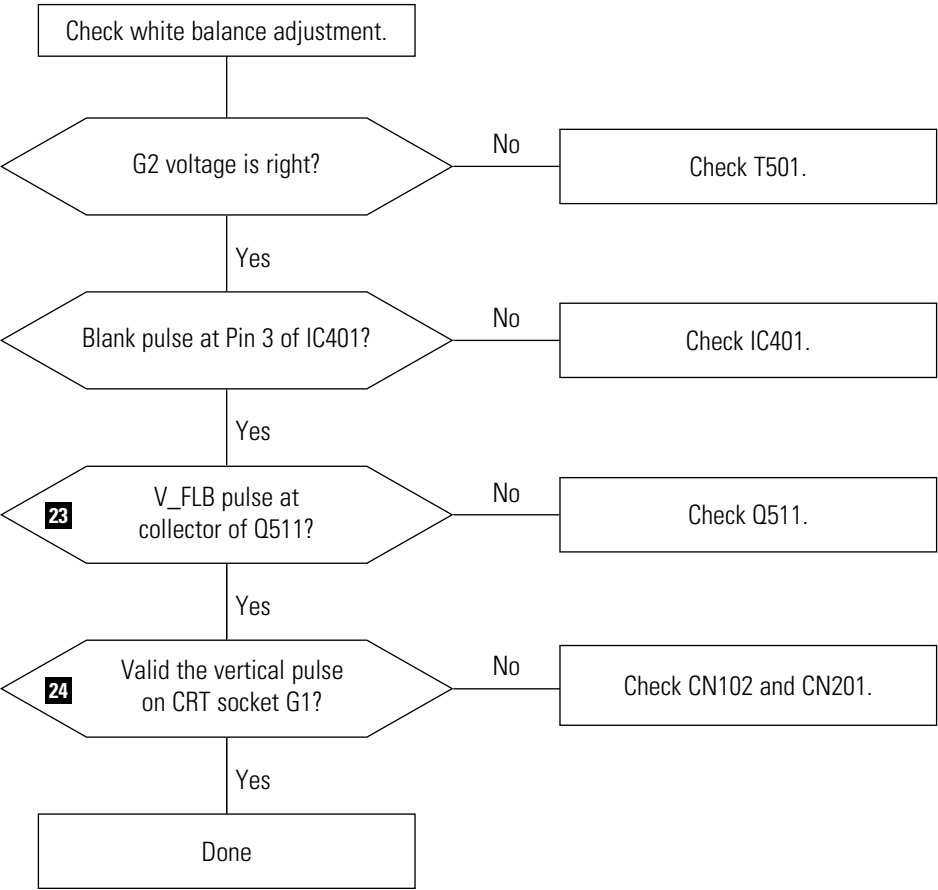 Check white balance adjustment.
G2 voltage is right?
No
Check T501.
Yes
Blank pulse at Pin 3 of IC401?
No
Check IC401.
Yes
23
V_FLB pulse at
collector of Q511?
No
Check Q511.
Yes
24
Valid the vertical pulse
on CRT socket G1?
No
Check CN102 and CN201.
Yes
Done